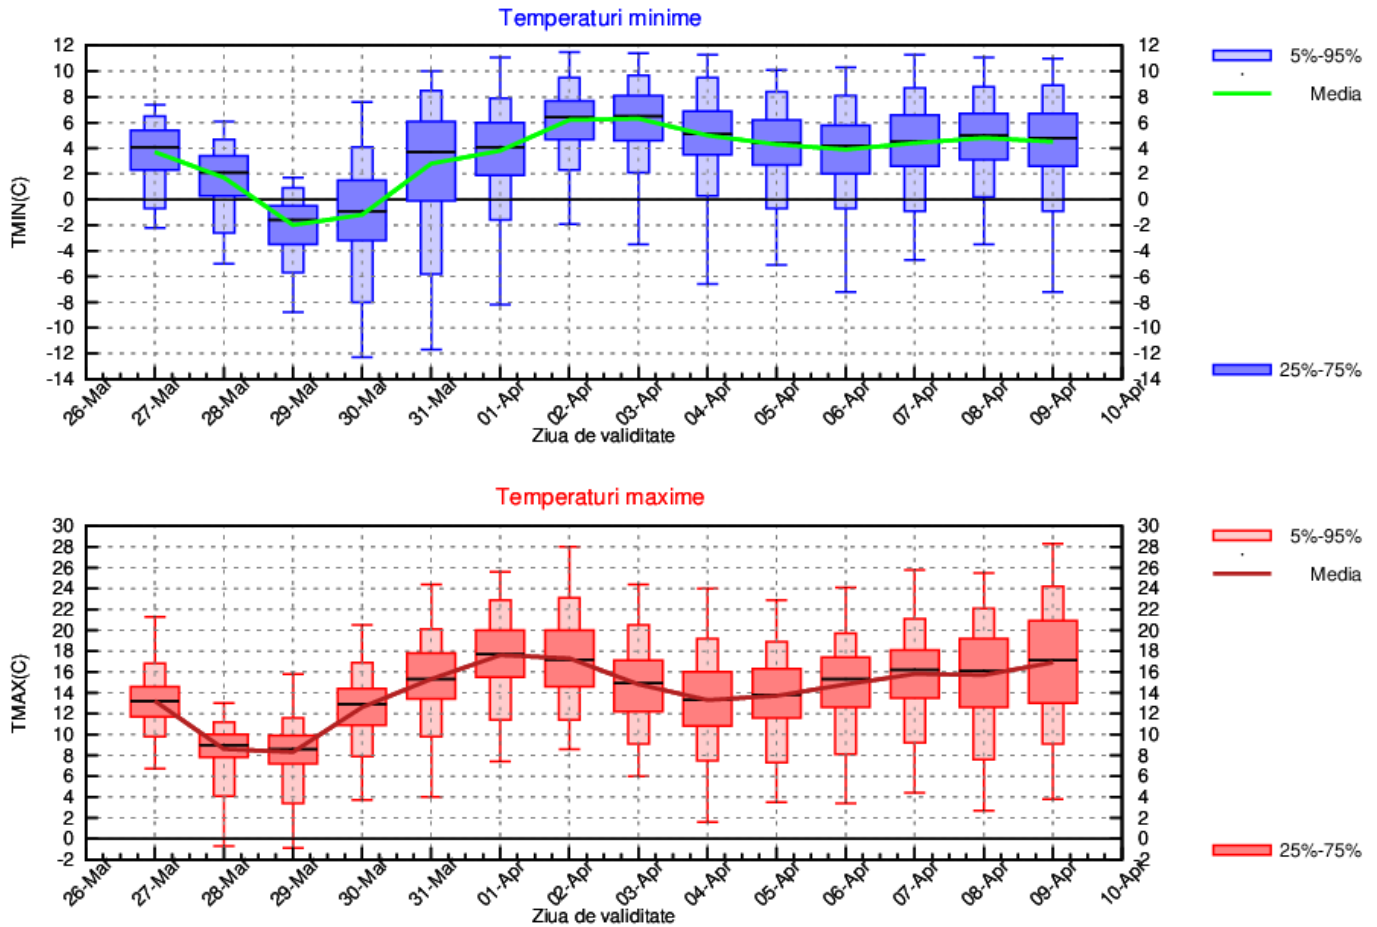 Temperaturi minime
TMIN(C)
12
10
8
6
4
2
0
-2
-4
-6
-8
-10
-12
-14
12
10
8
6
4
2
0
-2
-4
-6
-8
-10
-12
-14
26-Mar
27-Mar
28-Mar
29-Mar
30-Mar
31-Mar
01-Apr
02-Apr
03-Apr
04-Apr
05-Apr
06-Apr
07-Apr
08-Apr
09-Apr
10-Apr
Ziua de validitate
5%-95%
Media
25%-75%
Temperaturi maxime
TMAX(C)
30
28
26
24
22
20
18
16
14
12
10
8
6
4
2
0
-2
30
28
26
24
22
20
18
16
14
12
10
8
6
4
2
0
-2
26-Mar
27-Mar
28-Mar
29-Mar
30-Mar
31-Mar
01-Apr
02-Apr
03-Apr
04-Apr
05-Apr
06-Apr
07-Apr
08-Apr
09-Apr
10-Apr
Ziua de validitate
5%-95%
Media
25%-75%